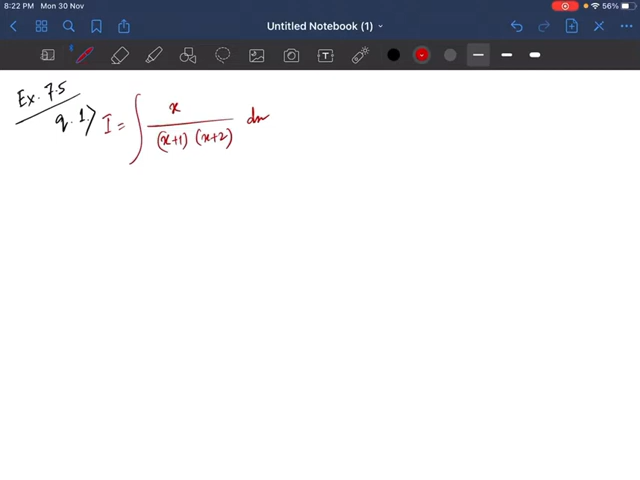 8:22 PM Mon 30 Nov
56%
Untitled Notebook (1)
Ex. 7.5
q. 1.) I = ∫ x / (x+1) (x+2) dx